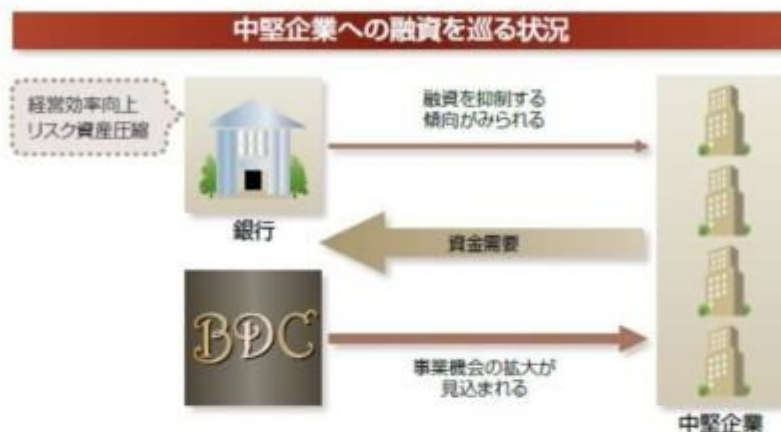 中堅企業への融資を巡る状況
経営効率向上
リスク資産圧縮
融資を抑制する
傾向がみられる
銀行
資金需要
BDC
事業機会の拡大が
見込まれる
中堅企業